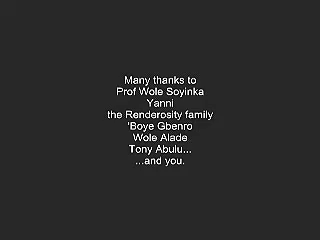 Many thanks to
Prof Wole Soyinka
Yanni
the Renderosity family
'Boye Gbenro
Wole Alade
Tony Abulu...
...and you.